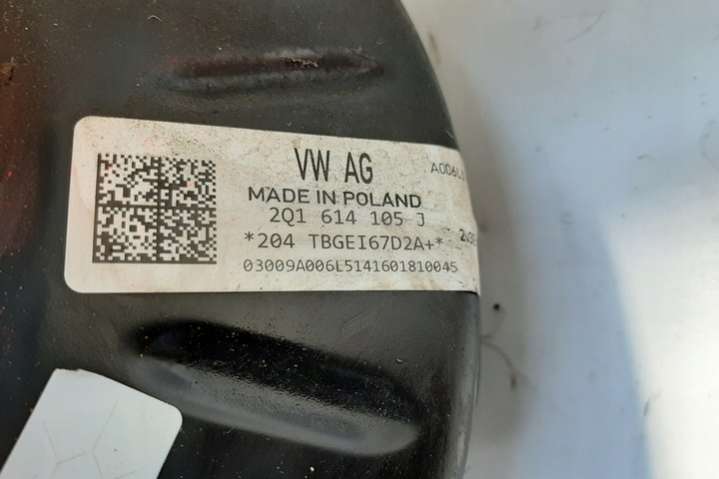 VW AG
MADE IN POLAND
2Q1 614 105 J
*204 TBGEI67D2A+*
03009A006L5141601810045